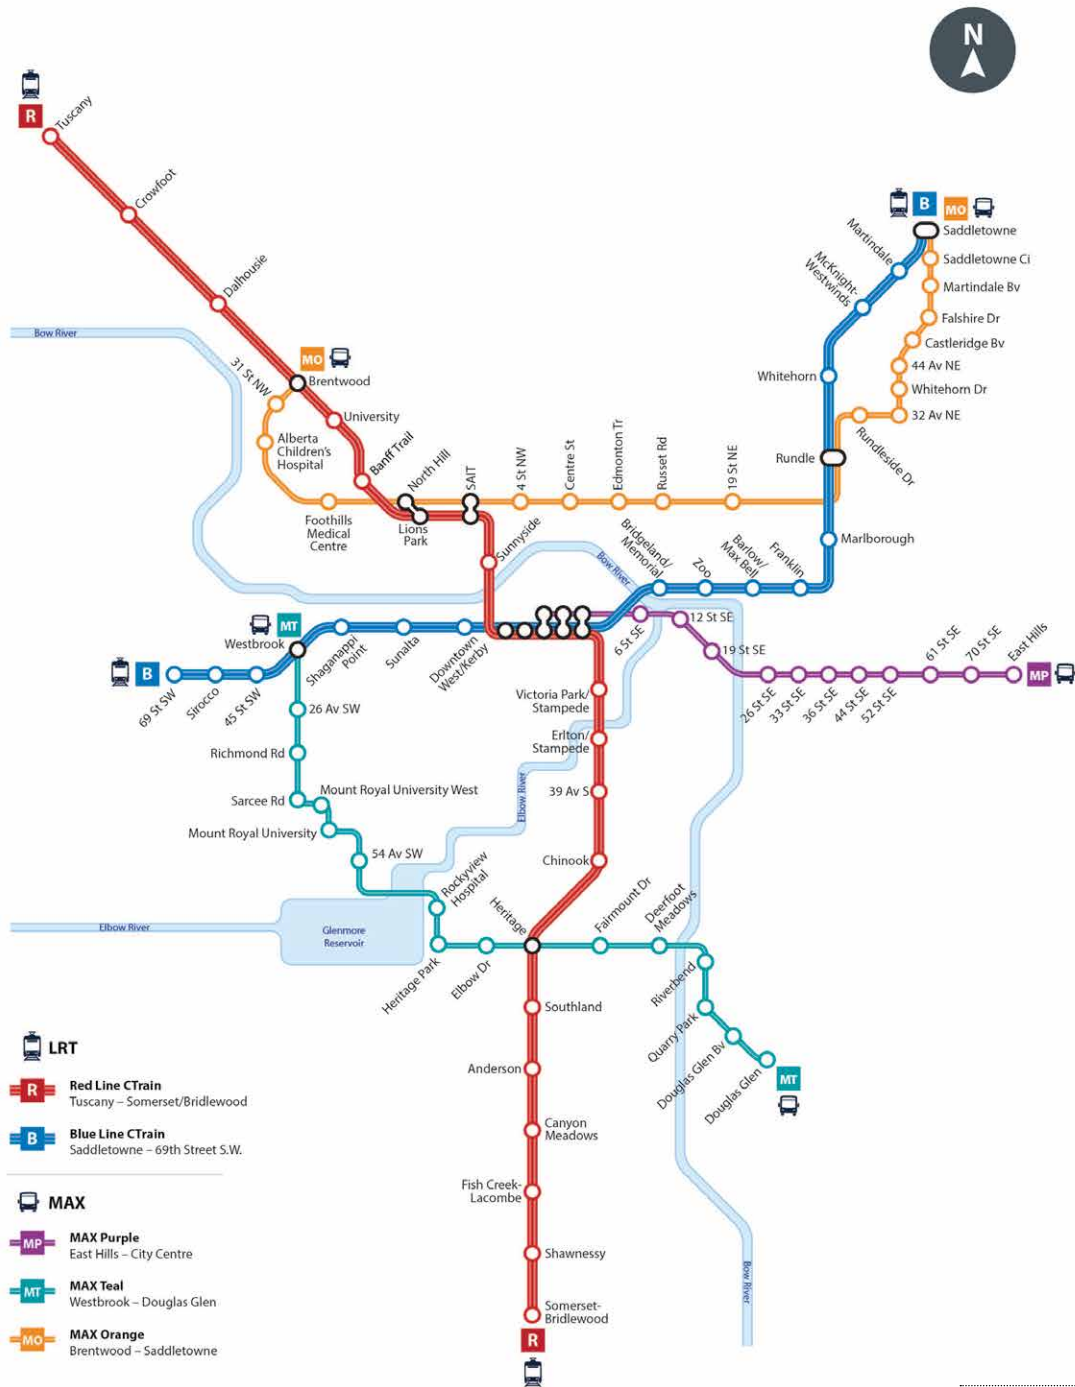 N
R
Tuscany
Crowfoot
Dalhousie
Bow River
MO
31 St NW
Brentwood
University
Alberta
Children's
Hospital
Banff Trail
North Hill
Lions
Park
SAIT
Foothills
Medical
Centre
4 St NW
Centre St
Edmonton Tr
Russet Rd
19 St NE
B
MO
Saddletowne
Martindale
McKnight-
Westwinds
Saddletowne Ci
Martindale Bv
Falshire Dr
Castleridge Bv
44 Av NE
Whitehorn Dr
32 Av NE
Whitehorn
Rundle
Rundleside Dr
Marlborough
Sunnyside
Bow River
Bridgeland/
Memorial
Zoo
Barlow/
Max Bell
Franklin
MT
Westbrook
B
69 St SW
Sirocco
45 St SW
Shaganappi
Point
Sunalta
Downtown
West/Kerby
6 St SE
12 St SE
19 St SE
26 St SE
33 St SE
36 St SE
44 St SE
52 St SE
61 St SE
70 St SE
East Hills
MP
26 Av SW
Richmond Rd
Sarcee Rd
Mount Royal University West
Mount Royal University
54 Av SW
Victoria Park/
Stampede
Erlton/
Stampede
39 Av S
Elbow River
Chinook
Rockyview
Hospital
Heritage
Fairmount Dr
Deerfoot
Meadows
Elbow River
Glenmore
Reservoir
Heritage Park
Elbow Dr
Riverbend
Quarry Park
Douglas Glen Bv
Douglas Glen
MT
Southland
Anderson
Canyon
Meadows
Fish Creek-
Lacombe
Shawnessy
Somerset-
Bridlewood
R
Bow River
LRT
R
Red Line CTrain
Tuscany – Somerset/Bridlewood
B
Blue Line CTrain
Saddletowne – 69th Street S.W.
MAX
MP
MAX Purple
East Hills – City Centre
MT
MAX Teal
Westbrook – Douglas Glen
MO
MAX Orange
Brentwood – Saddletowne